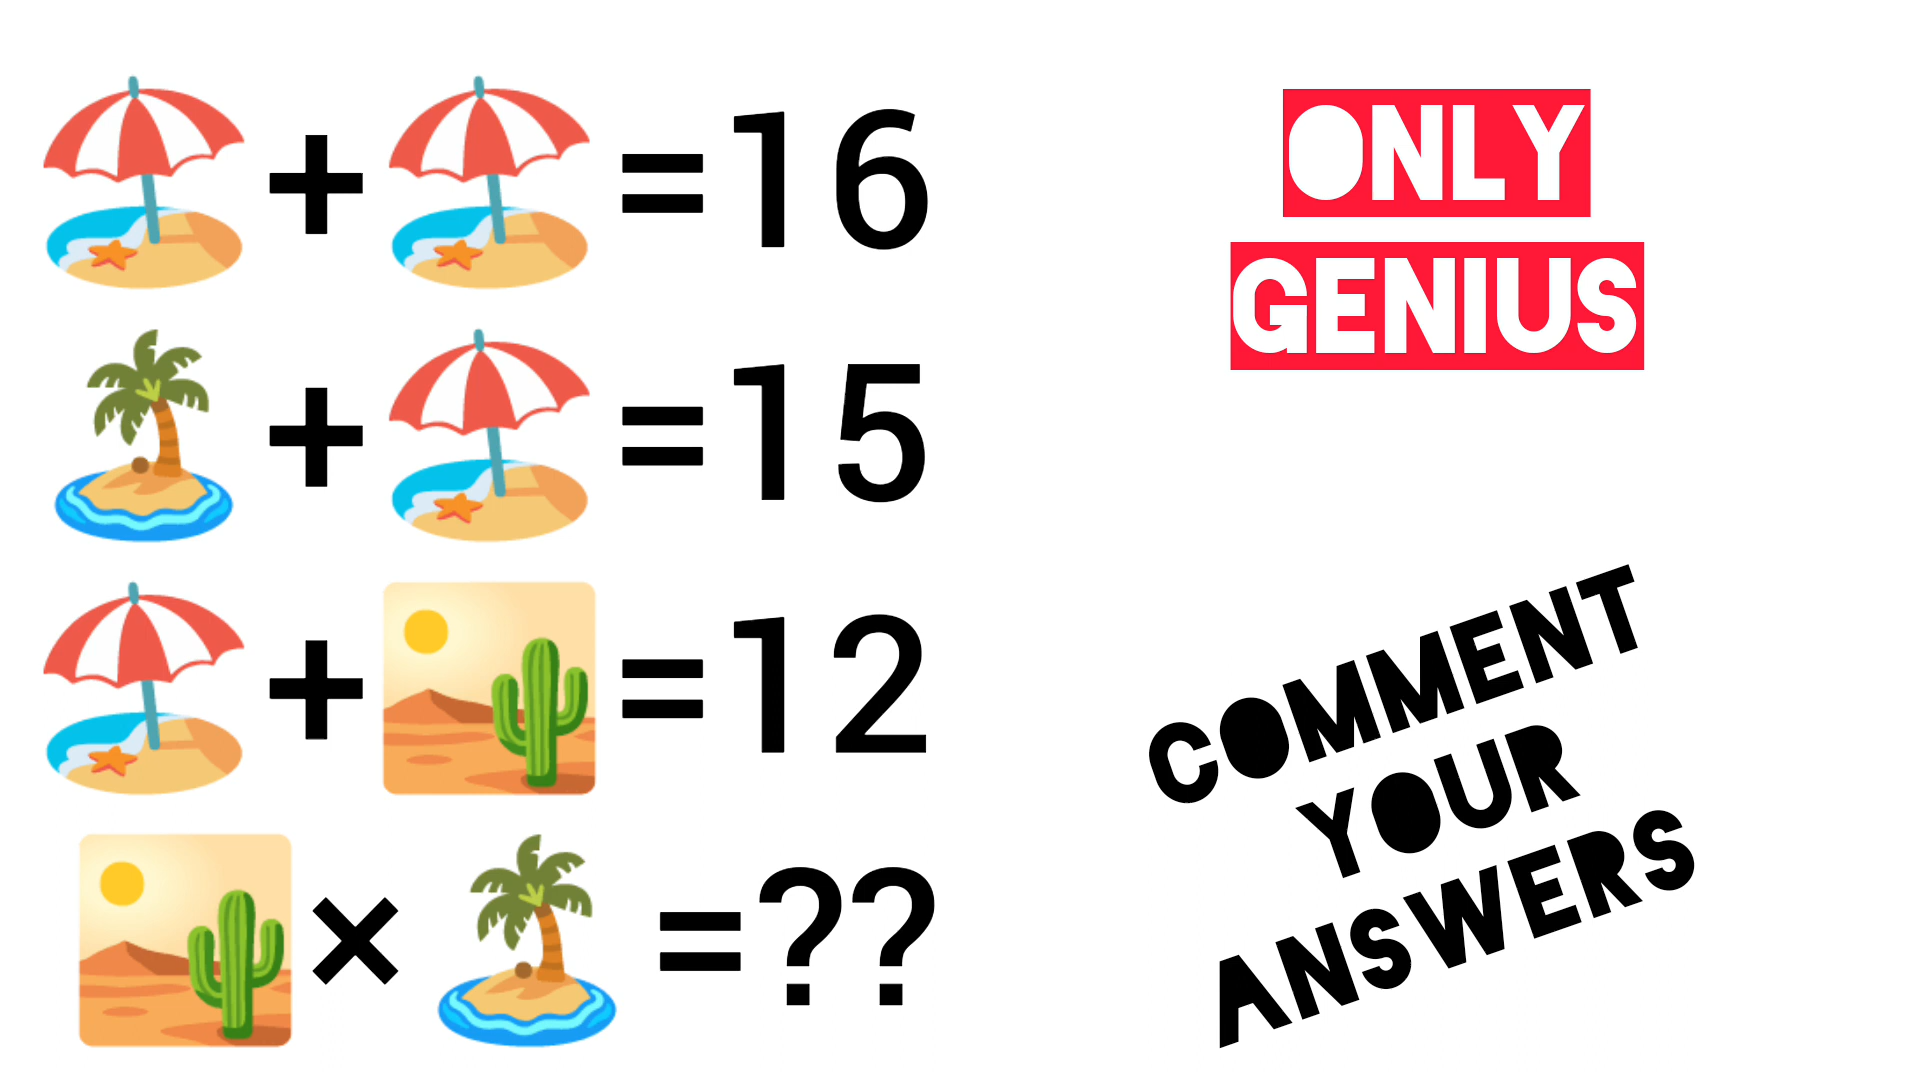 + =16
+ =15
+ =12
× =??
ONLY
GENIUS
COMMENT
YOUR
ANSWERS